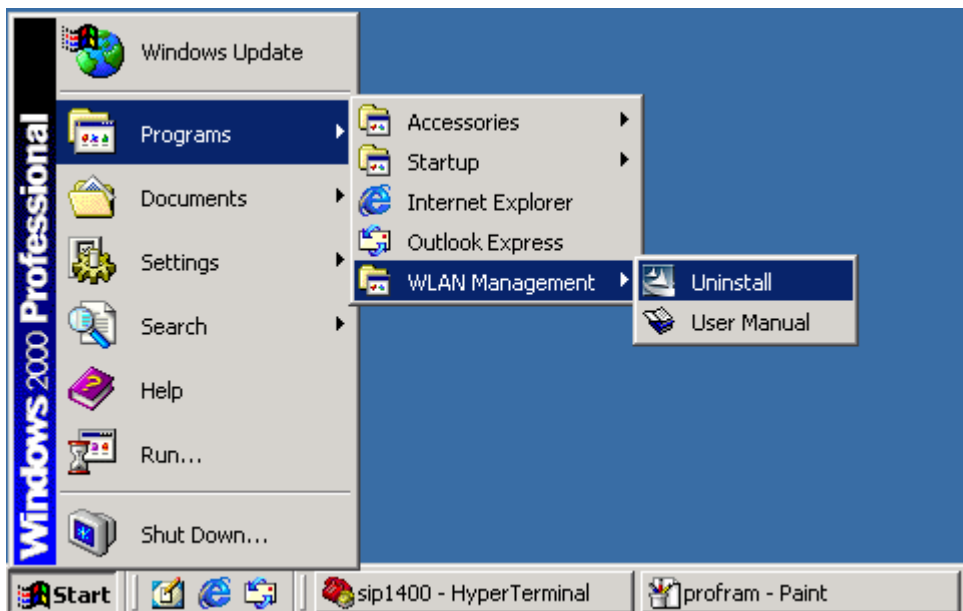 Windows 2000 Professional
Windows Update
Programs
Documents
Settings
Search
Help
Run...
Shut Down...
Accessories
Startup
Internet Explorer
Outlook Express
WLAN Management
Uninstall
User Manual
Start
sip1400 - HyperTerminal
profram - Paint